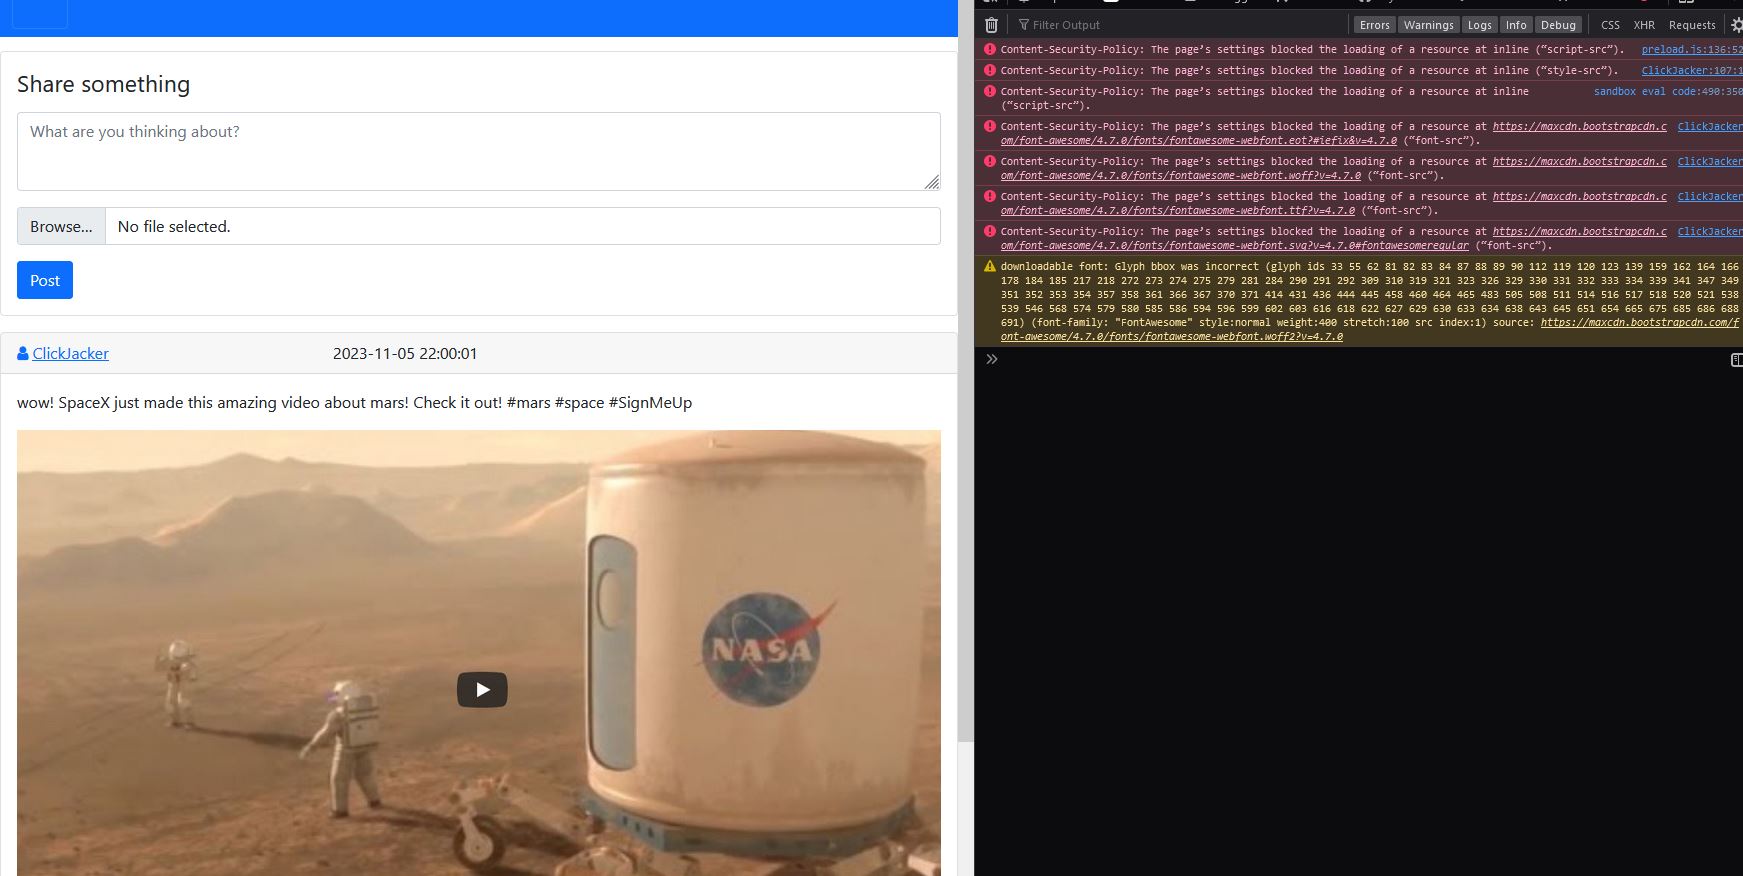 Share something
What are you thinking about?
Browse... No file selected.
Post
ClickJacker 2023-11-05 22:00:01
wow! SpaceX just made this amazing video about mars! Check it out! #mars #space #SignMeUp
NASA
Filter Output Errors Warnings Logs Info Debug CSS XHR Requests
Content-Security-Policy: The page’s settings blocked the loading of a resource at inline (“script-src”). preload.js:136:52
Content-Security-Policy: The page’s settings blocked the loading of a resource at inline (“style-src”). ClickJacker:107:1
Content-Security-Policy: The page’s settings blocked the loading of a resource at inline sandbox eval code:490:350
(“script-src”).
Content-Security-Policy: The page’s settings blocked the loading of a resource at https://maxcdn.bootstrapcdn.c ClickJacker
om/font-awesome/4.7.0/fonts/fontawesome-webfont.eot?#iefix&v=4.7.0 (“font-src”).
Content-Security-Policy: The page’s settings blocked the loading of a resource at https://maxcdn.bootstrapcdn.c ClickJacker
om/font-awesome/4.7.0/fonts/fontawesome-webfont.woff?v=4.7.0 (“font-src”).
Content-Security-Policy: The page’s settings blocked the loading of a resource at https://maxcdn.bootstrapcdn.c ClickJacker
om/font-awesome/4.7.0/fonts/fontawesome-webfont.ttf?v=4.7.0 (“font-src”).
Content-Security-Policy: The page’s settings blocked the loading of a resource at https://maxcdn.bootstrapcdn.c ClickJacker
om/font-awesome/4.7.0/fonts/fontawesome-webfont.svg?v=4.7.0#fontawesomeregular (“font-src”).
downloadable font: Glyph bbox was incorrect (glyph ids 33 55 62 81 82 83 84 87 88 89 90 112 119 120 123 139 159 162 164 166
178 184 185 217 218 272 273 274 275 279 281 284 290 291 292 309 310 319 321 323 326 329 330 331 332 333 334 339 341 347 349
351 352 353 354 357 358 361 366 367 370 371 414 431 436 444 445 458 460 464 465 483 505 508 511 514 516 517 518 520 521 538
539 546 568 574 579 580 585 586 594 596 599 602 603 616 618 622 627 629 630 633 634 638 643 645 651 654 665 675 685 686 688
691) (font-family: "FontAwesome" style:normal weight:400 stretch:100 src index:1) source: https://maxcdn.bootstrapcdn.com/f
ont-awesome/4.7.0/fonts/fontawesome-webfont.woff2?v=4.7.0